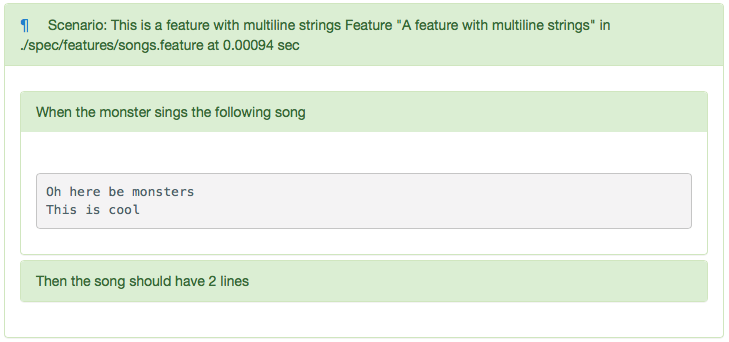 ¶ Scenario: This is a feature with multiline strings Feature "A feature with multiline strings" in
./spec/features/songs.feature at 0.00094 sec
When the monster sings the following song
Oh here be monsters
This is cool
Then the song should have 2 lines